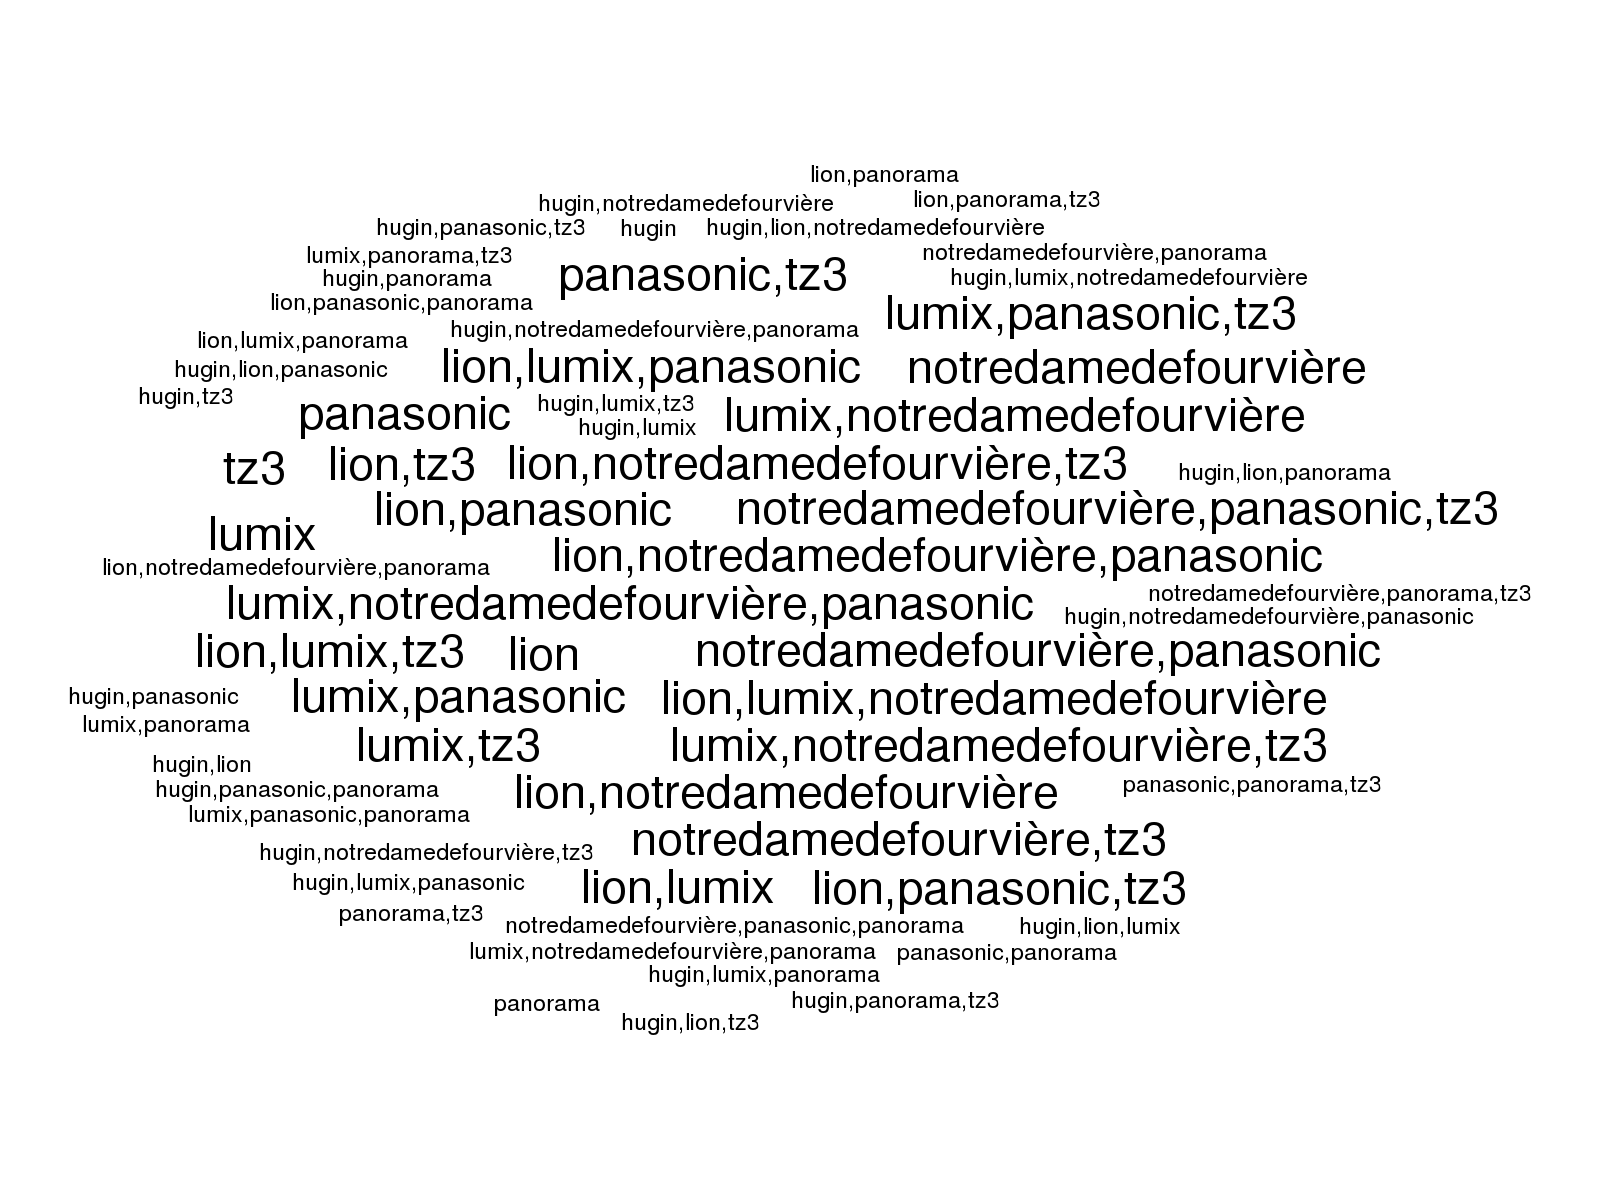 lion,panorama
hugin,notredamedefourvière lion,panorama,tz3
hugin,panasonic,tz3 hugin hugin,lion,notredamedefourvière
lumix,panorama,tz3 notredamedefourvière,panorama
hugin,panorama panasonic,tz3 hugin,lumix,notredamedefourvière
lion,panasonic,panorama lumix,panasonic,tz3
lion,lumix,panorama hugin,notredamedefourvière,panorama
hugin,lion,panasonic lion,lumix,panasonic notredamedefourvière
hugin,tz3 hugin,lumix,tz3
panasonic lumix,notredamedefourvière
hugin,lumix
tz3 lion,tz3 lion,notredamedefourvière,tz3 hugin,lion,panorama
lion,panasonic notredamedefourvière,panasonic,tz3
lumix
lion,notredamedefourvière,panasonic
lion,notredamedefourvière,panorama
lumix,notredamedefourvière,panasonic notredamedefourvière,panorama,tz3
hugin,notredamedefourvière,panasonic
lion,lumix,tz3 lion notredamedefourvière,panasonic
hugin,panasonic lumix,panasonic lion,lumix,notredamedefourvière
lumix,panorama
lumix,tz3 lumix,notredamedefourvière,tz3
hugin,lion
hugin,panasonic,panorama lion,notredamedefourvière panasonic,panorama,tz3
lumix,panasonic,panorama
hugin,notredamedefourvière,tz3 notredamedefourvière,tz3
hugin,lumix,panasonic lion,lumix lion,panasonic,tz3
panorama,tz3
notredamedefourvière,panasonic,panorama hugin,lion,lumix
lumix,notredamedefourvière,panorama panasonic,panorama
hugin,lumix,panorama
panorama hugin,panorama,tz3
hugin,lion,tz3